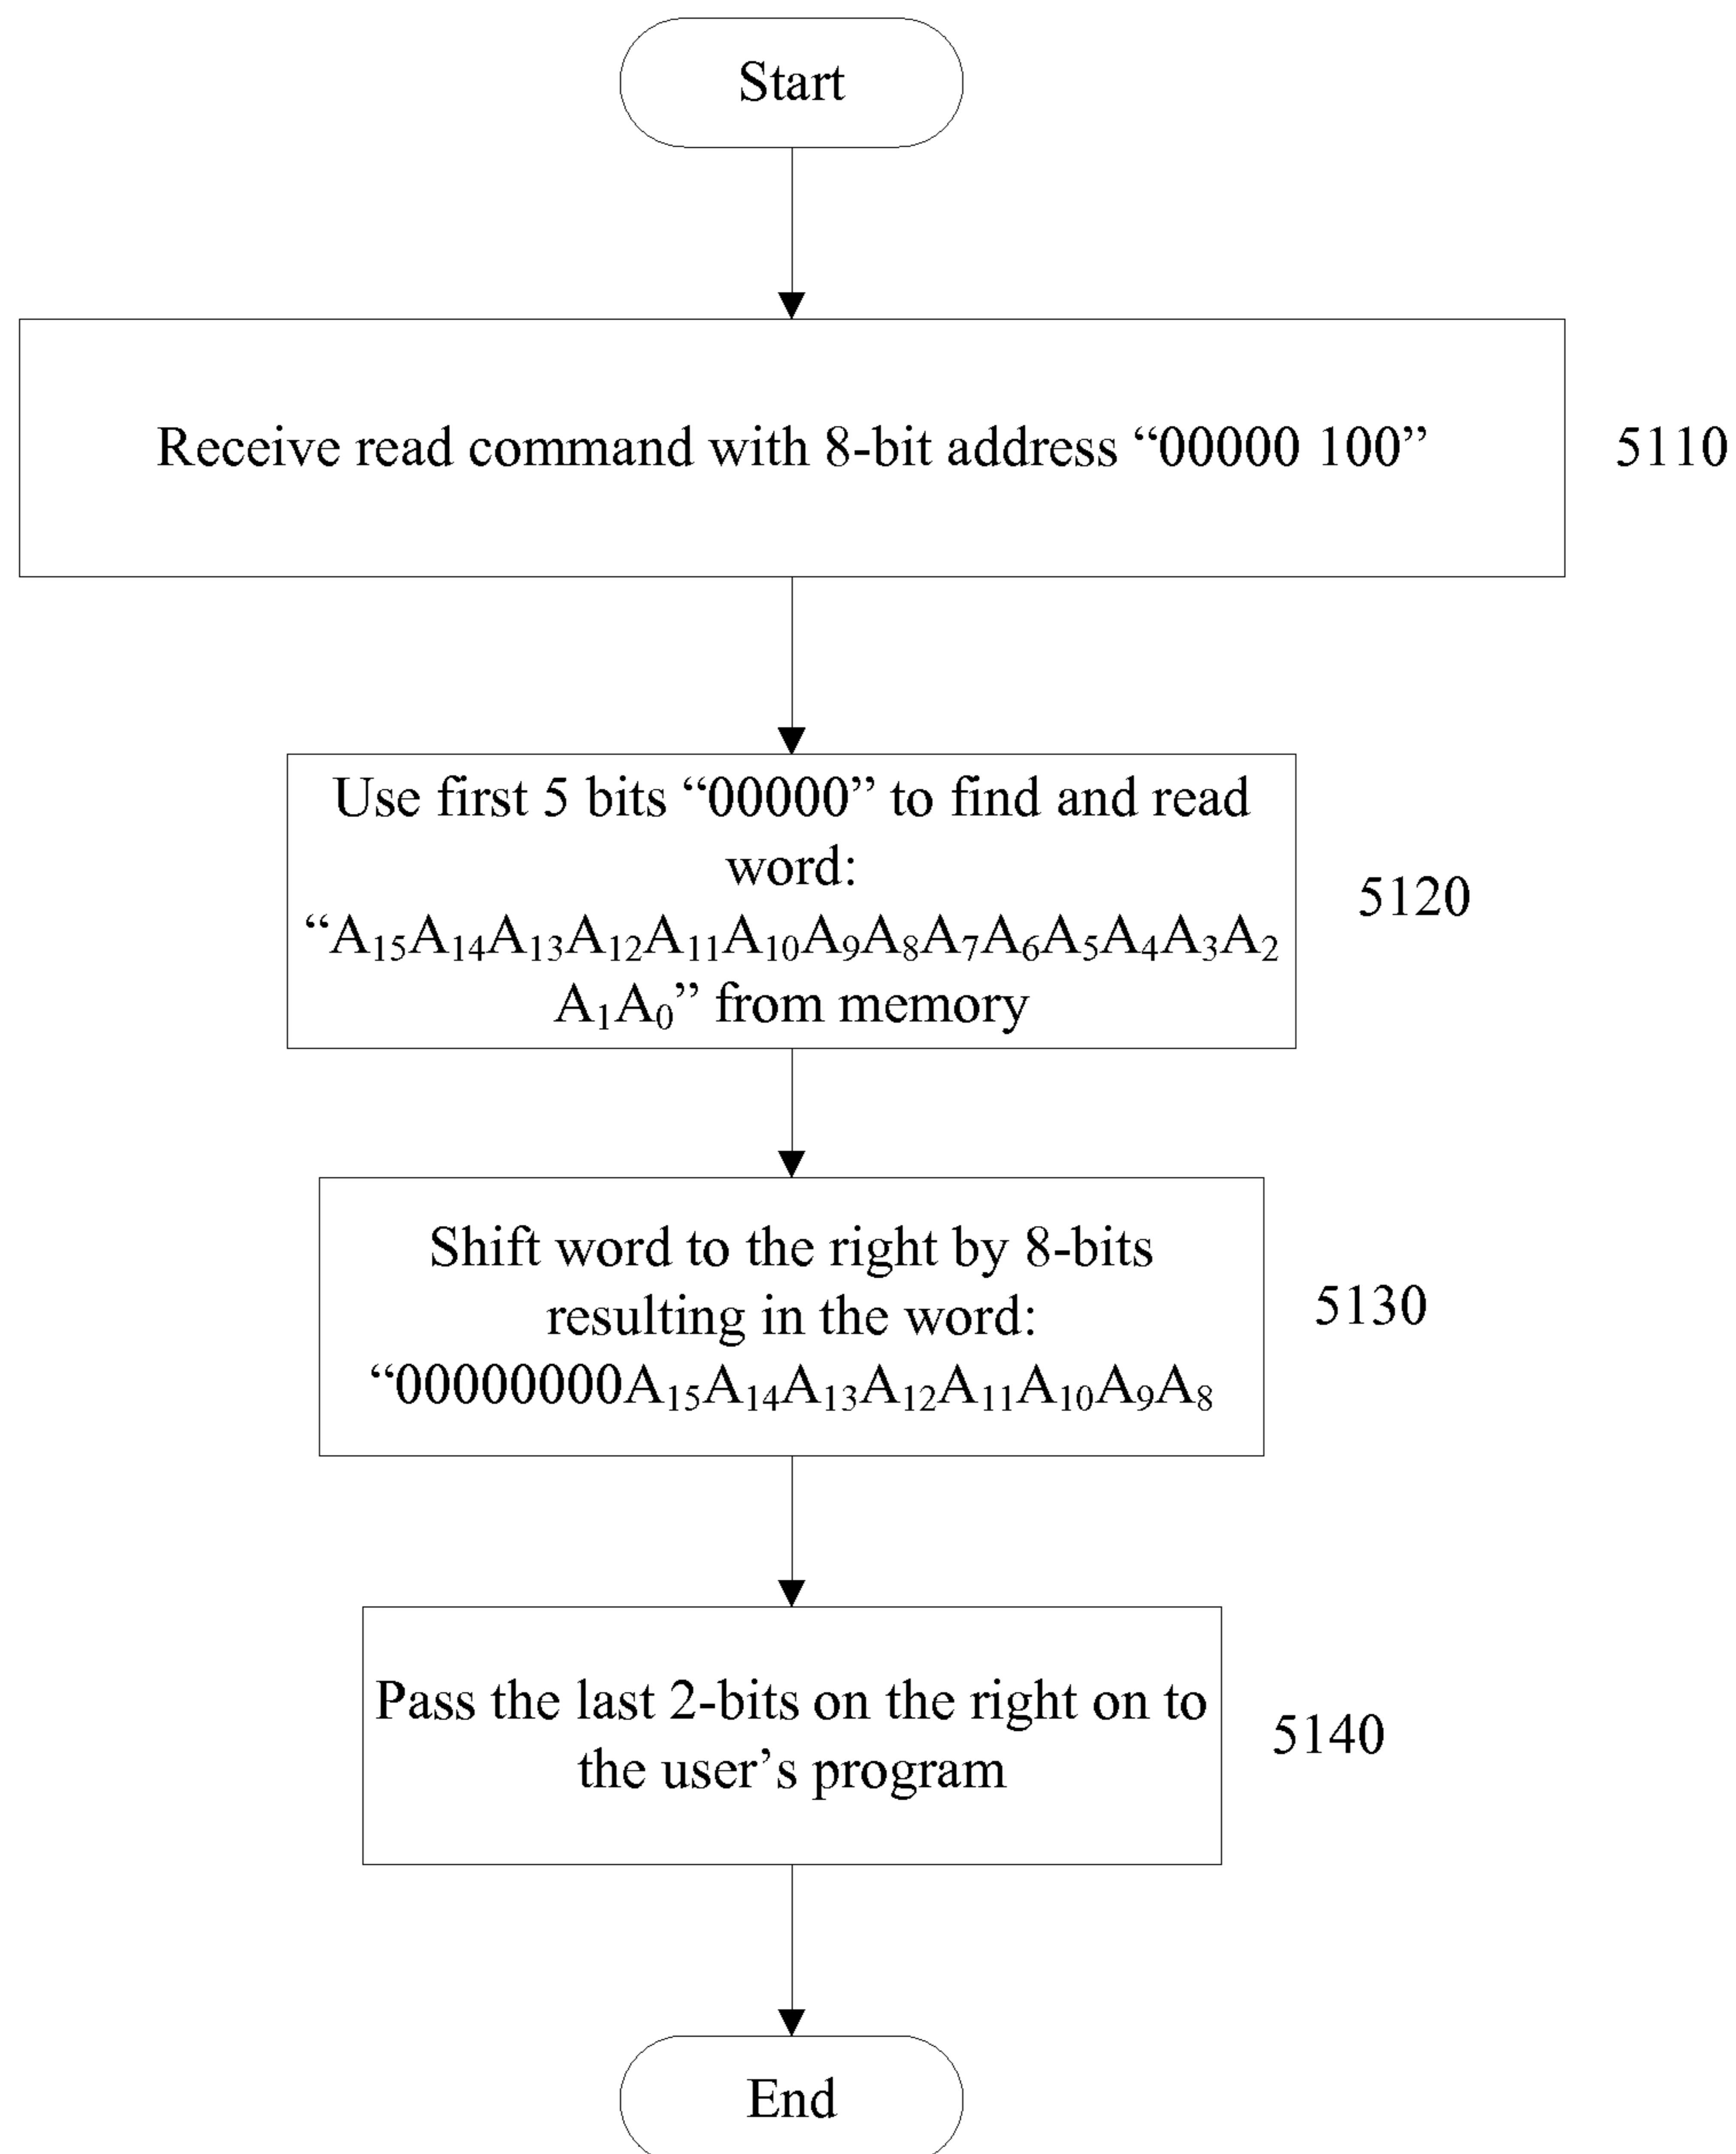 Start
Receive read command with 8-bit address “00000 100”
5110
Use first 5 bits “00000” to find and read
word:
“A₁₅A₁₄A₁₃A₁₂A₁₁A₁₀A₉A₈A₇A₆A₅A₄A₃A₂
A₁A₀” from memory
5120
Shift word to the right by 8-bits
resulting in the word:
“00000000A₁₅A₁₄A₁₃A₁₂A₁₁A₁₀A₉A₈
5130
Pass the last 2-bits on the right on to
the user’s program
5140
End